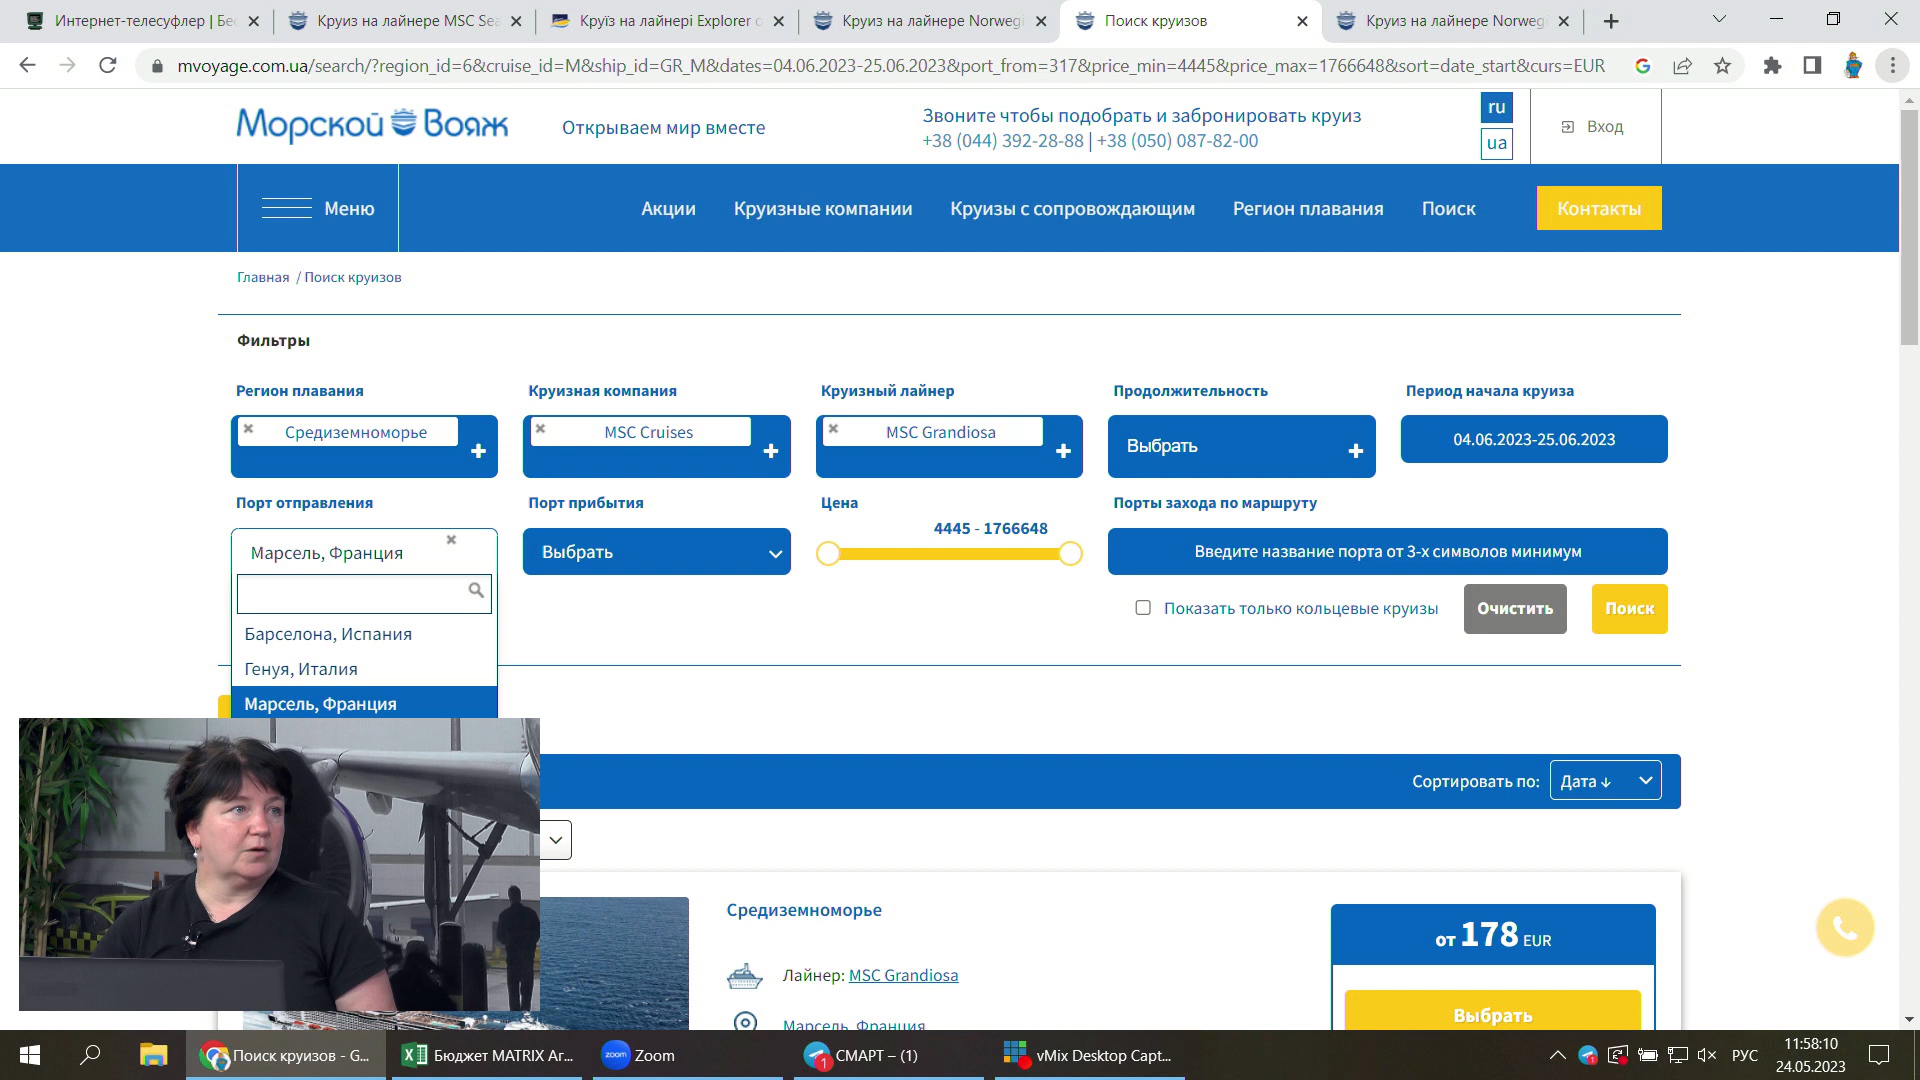 Интернет-телесуфлер | Бес
Круиз на лайнере MSC Sea
Круїз на лайнері Explorer o
Круиз на лайнере Norwegi
Поиск круизов
Круиз на лайнере Norwegi
mvoyage.com.ua/search/?region_id=6&cruise_id=M&ship_id=GR_M&dates=04.06.2023-25.06.2023&port_from=317&price_min=4445&price_max=1766648&sort=date_start&curs=EUR
Морской Вояж
Открываем мир вместе
Звоните чтобы подобрать и забронировать круиз
+38 (044) 392-28-88 | +38 (050) 087-82-00
ru
ua
Вход
Меню
Акции
Круизные компании
Круизы с сопровождающим
Регион плавания
Поиск
Контакты
Главная / Поиск круизов
Фильтры
Регион плавания
Круизная компания
Круизный лайнер
Продолжительность
Период начала круиза
Средиземноморье
MSC Cruises
MSC Grandiosa
Выбрать
04.06.2023-25.06.2023
Порт отправления
Порт прибытия
Цена
Порты захода по маршруту
4445 - 1766648
Марсель, Франция
Выбрать
Введите название порта от 3-х символов минимум
Показать только кольцевые круизы
Очистить
Поиск
Барселона, Испания
Генуя, Италия
Марсель, Франция
Сортировать по:
Дата ↓
Средиземноморье
от 178 EUR
Лайнер: MSC Grandiosa
Выбрать
Марсель, Франция
Поиск круизов - G...
Бюджет MATRIX Аг...
zoom
Zoom
1
СМАРТ – (1)
vMix Desktop Capt...
РУС
11:58:10
24.05.2023